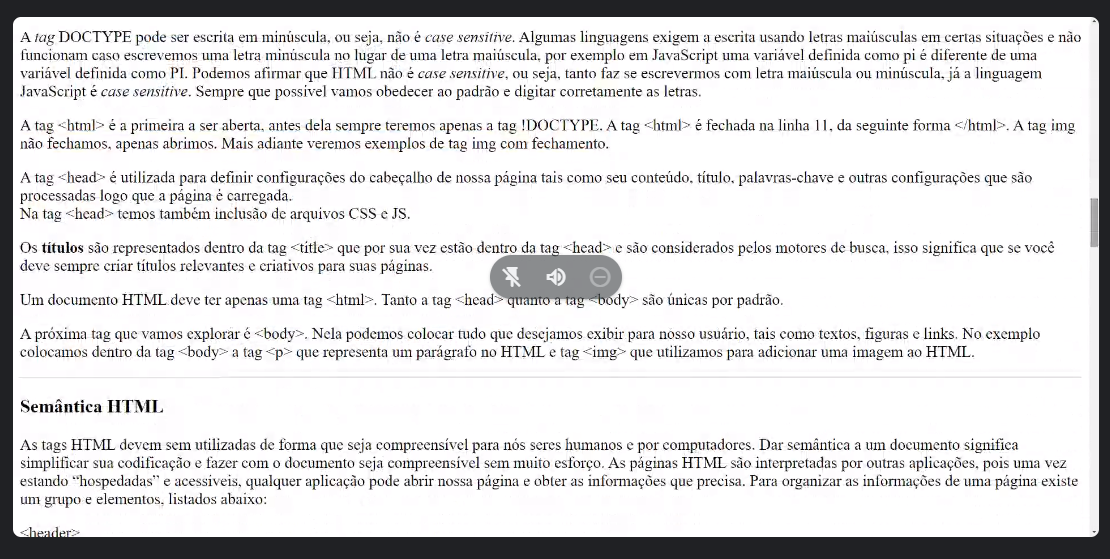 A tag DOCTYPE pode ser escrita em minúscula, ou seja, não é case sensitive. Algumas linguagens exigem a escrita usando letras maiúsculas em certas situações e não
funcionam caso escrevemos uma letra minúscula no lugar de uma letra maiúscula, por exemplo em JavaScript uma variável definida como pi é diferente de uma
variável definida como PI. Podemos afirmar que HTML não é case sensitive, ou seja, tanto faz se escrevermos com letra maiúscula ou minúscula, já a linguagem
JavaScript é case sensitive. Sempre que possível vamos obedecer ao padrão e digitar corretamente as letras.
A tag <html> é a primeira a ser aberta, antes dela sempre teremos apenas a tag !DOCTYPE. A tag <html> é fechada na linha 11, da seguinte forma </html>. A tag img
não fechamos, apenas abrimos. Mais adiante veremos exemplos de tag img com fechamento.
A tag <head> é utilizada para definir configurações do cabeçalho de nossa página tais como seu conteúdo, título, palavras-chave e outras configurações que são
processadas logo que a página é carregada.
Na tag <head> temos também inclusão de arquivos CSS e JS.
Os títulos são representados dentro da tag <title> que por sua vez estão dentro da tag <head> e são considerados pelos motores de busca, isso significa que se você
deve sempre criar títulos relevantes e criativos para suas páginas.
Um documento HTML deve ter apenas uma tag <html>. Tanto a tag <head> quanto a tag <body> são únicas por padrão.
A próxima tag que vamos explorar é <body>. Nela podemos colocar tudo que desejamos exibir para nosso usuário, tais como textos, figuras e links. No exemplo
colocamos dentro da tag <body> a tag <p> que representa um parágrafo no HTML e tag <img> que utilizamos para adicionar uma imagem ao HTML.
Semântica HTML
As tags HTML devem sem utilizadas de forma que seja compreensível para nós seres humanos e por computadores. Dar semântica a um documento significa
simplificar sua codificação e fazer com o documento seja compreensível sem muito esforço. As páginas HTML são interpretadas por outras aplicações, pois uma vez
estando “hospedadas” e acessiveis, qualquer aplicação pode abrir nossa página e obter as informações que precisa. Para organizar as informações de uma página existe
um grupo e elementos, listados abaixo:
<header>